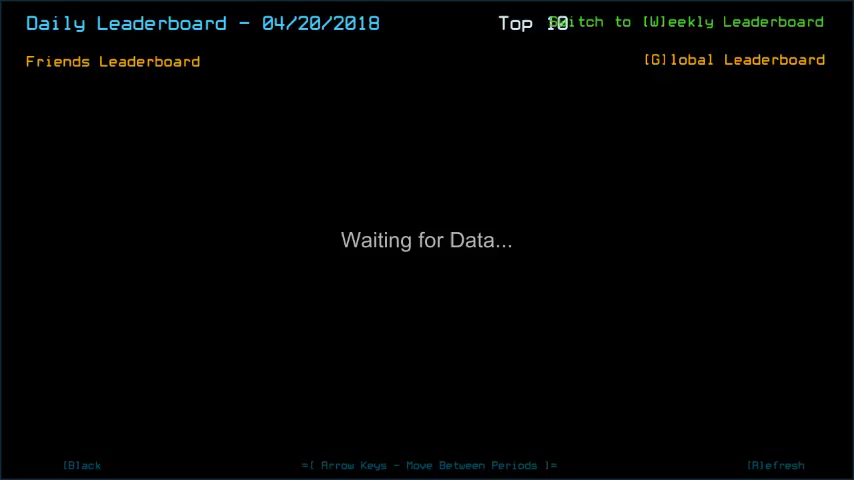 Daily Leaderboard - 04/20/2018
Top 10
Switch to [W]eekly Leaderboard
Friends Leaderboard
[G]lobal Leaderboard
Waiting for Data...
[B]ack
=[ Arrow Keys - Move Between Periods ]=
[R]efresh